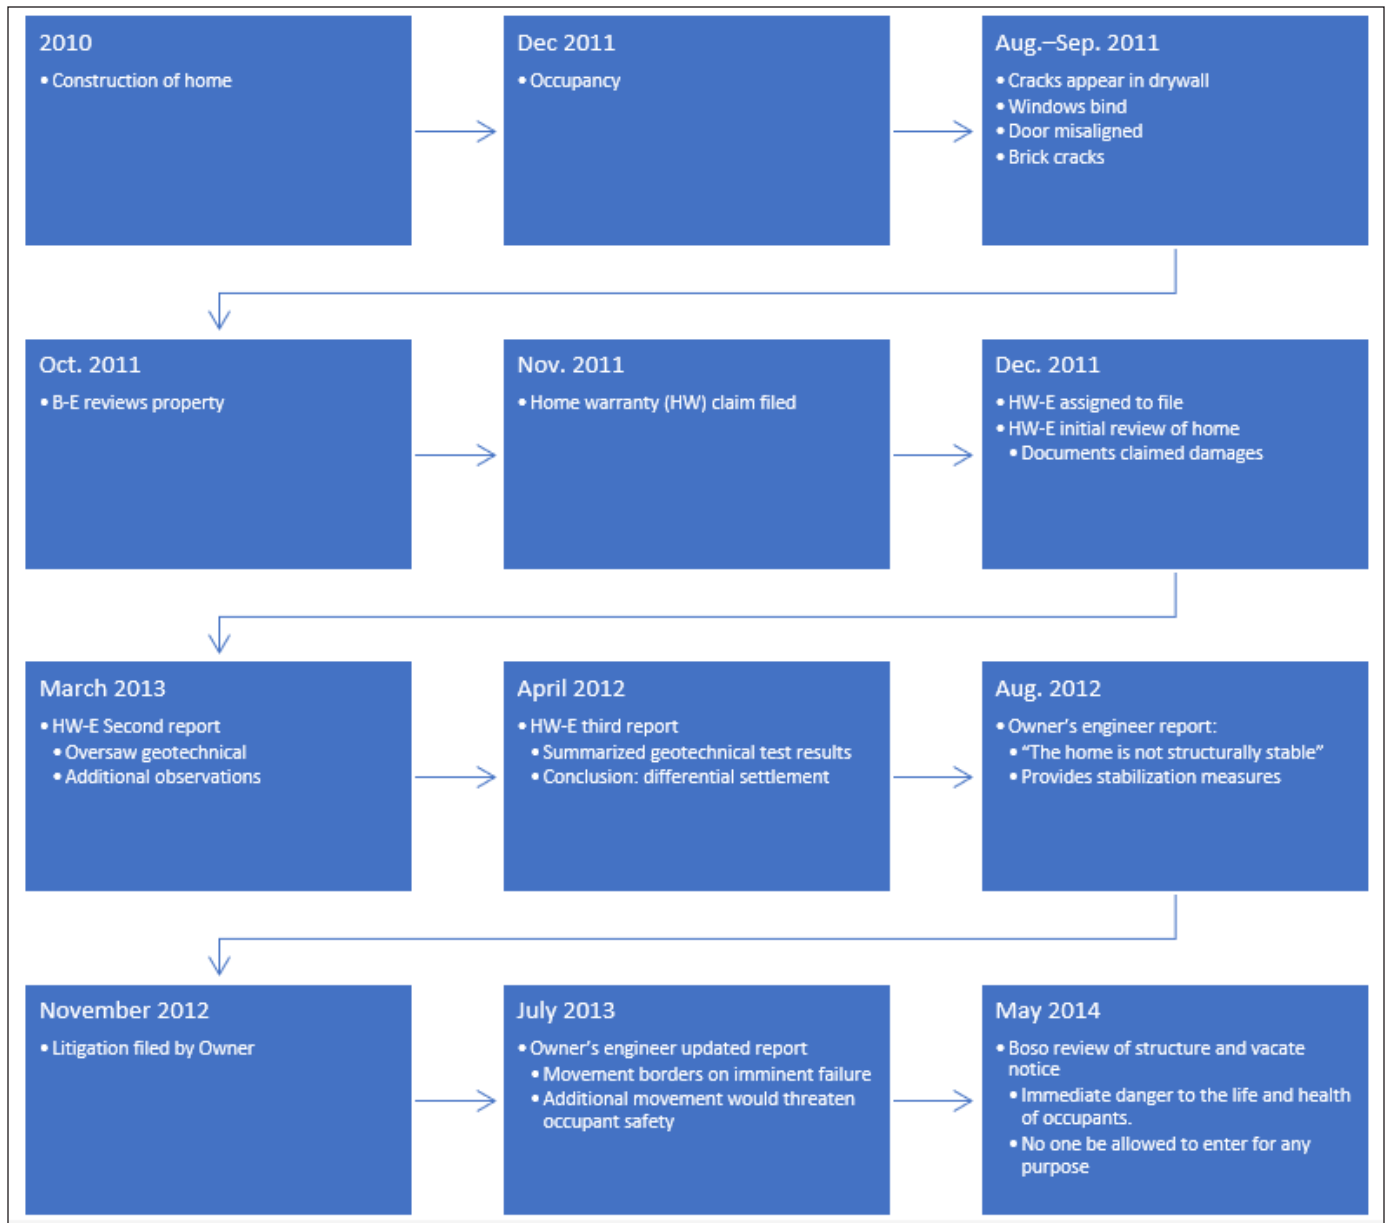 2010
• Construction of home
Dec 2011
• Occupancy
Aug.–Sep. 2011
• Cracks appear in drywall
• Windows bind
• Door misaligned
• Brick cracks
Oct. 2011
• B-E reviews property
Nov. 2011
• Home warranty (HW) claim filed
Dec. 2011
• HW-E assigned to file
• HW-E initial review of home
• Documents claimed damages
March 2013
• HW-E Second report
• Oversaw geotechnical
• Additional observations
April 2012
• HW-E third report
• Summarized geotechnical test results
• Conclusion: differential settlement
Aug. 2012
• Owner’s engineer report:
• “The home is not structurally stable”
• Provides stabilization measures
November 2012
• Litigation filed by Owner
July 2013
• Owner’s engineer updated report
• Movement borders on imminent failure
• Additional movement would threaten
occupant safety
May 2014
• Boso review of structure and vacate
notice
• Immediate danger to the life and health
of occupants.
• No one be allowed to enter for any
purpose